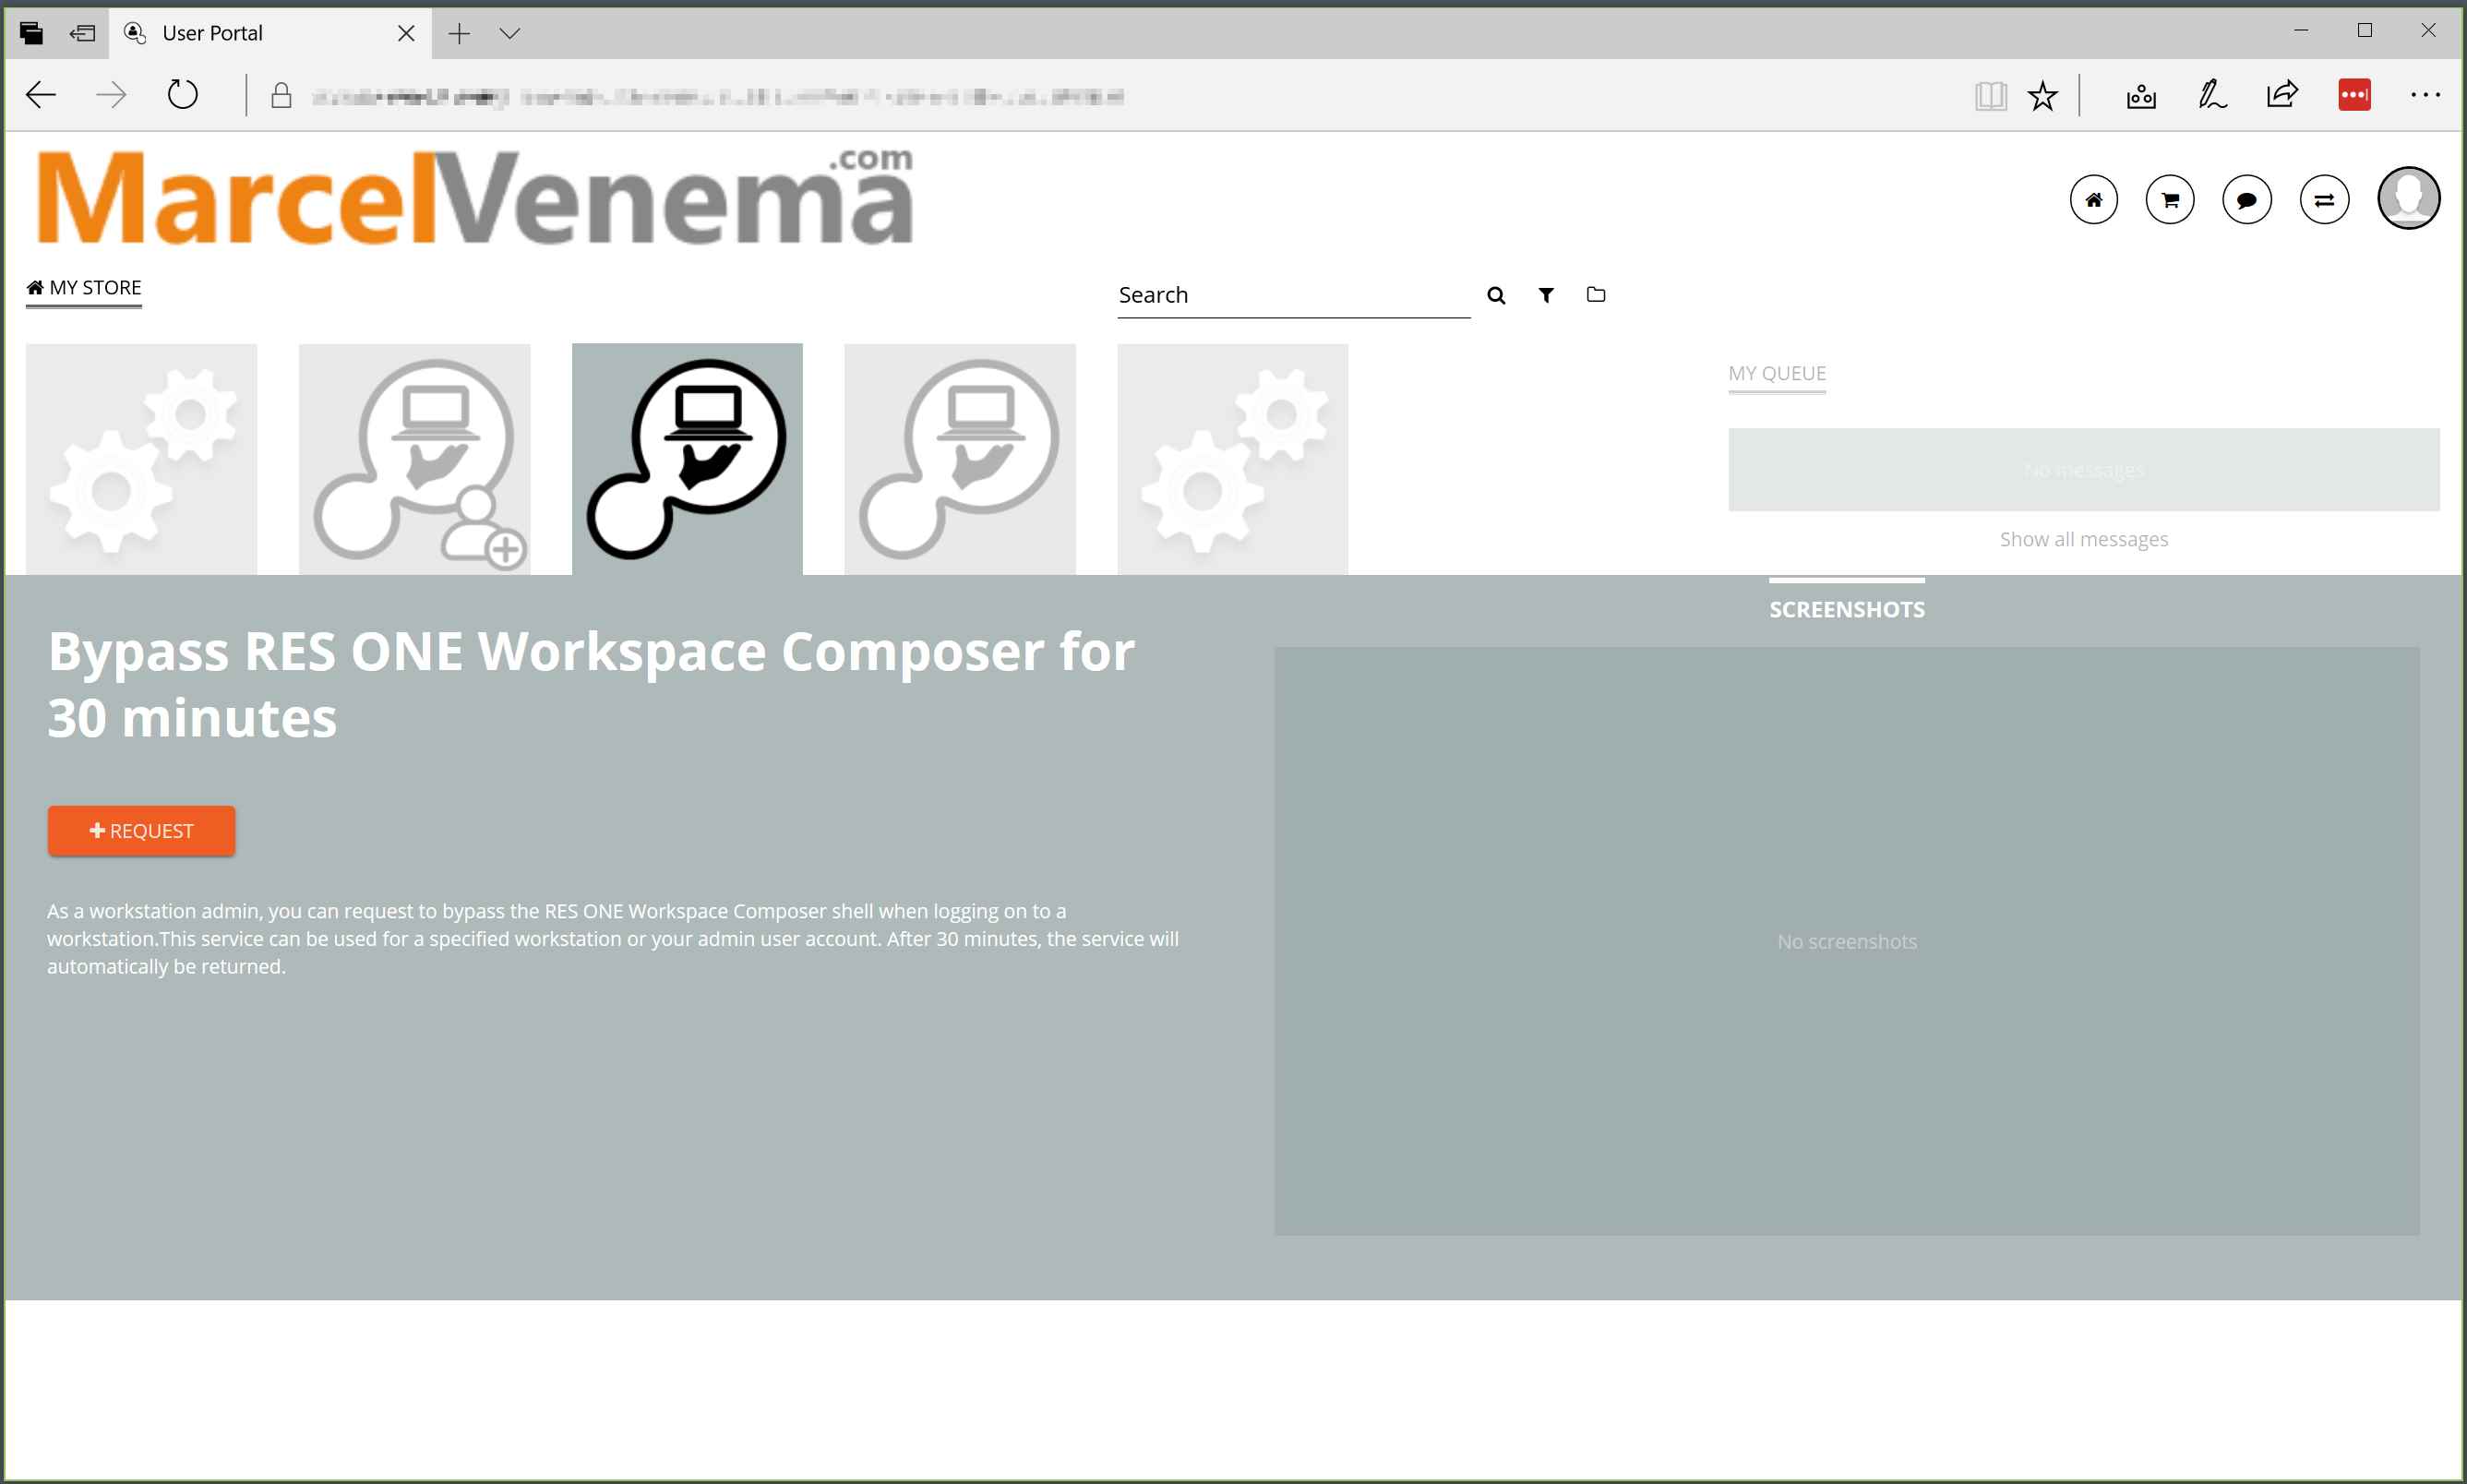 User Portal
.com
MarcelVenema
MY STORE
Search
MY QUEUE
No messages
Show all messages
SCREENSHOTS
Bypass RES ONE Workspace Composer for
30 minutes
REQUEST
As a workstation admin, you can request to bypass the RES ONE Workspace Composer shell when logging on to a
workstation.This service can be used for a specified workstation or your admin user account. After 30 minutes, the service will
automatically be returned.
No screenshots